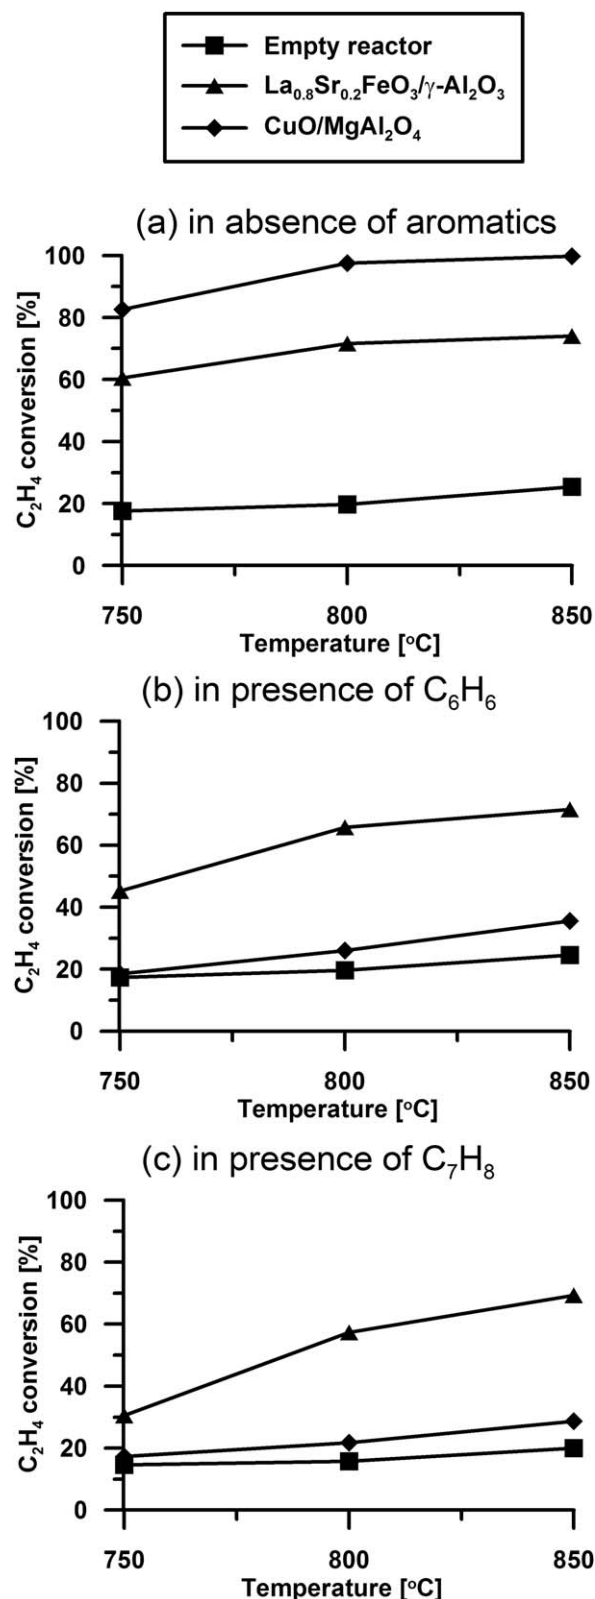 Empty reactor
La₀.₈Sr₀.₂FeO₃/γ-Al₂O₃
CuO/MgAl₂O₄
(a) in absence of aromatics
C₂H₄ conversion [%]
100
80
60
40
20
0
750 800 850
Temperature [°C]
(b) in presence of C₆H₆
C₂H₄ conversion [%]
100
80
60
40
20
0
750 800 850
Temperature [°C]
(c) in presence of C₇H₈
C₂H₄ conversion [%]
100
80
60
40
20
0
750 800 850
Temperature [°C]